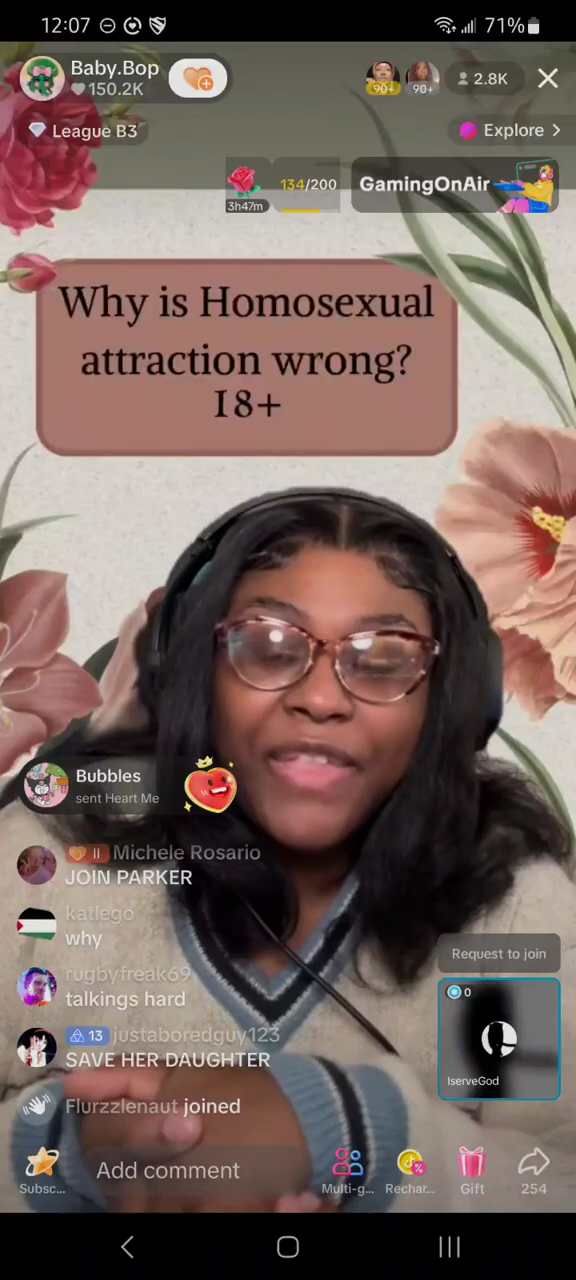 12:07
71%
Baby.Bop
150.2K
90+
90+
2.8K
League B3
Explore
134/200
3h47m
GamingOnAir
Why is Homosexual
attraction wrong?
18+
Bubbles
sent Heart Me
II Michele Rosario
JOIN PARKER
katlego
why
rugbyfreak69
talkings hard
13 justaboredguy123
SAVE HER DAUGHTER
Flurzzlenaut joined
Request to join
0
IserveGod
Subsc...
Add comment
Multi-g...
Rechar...
Gift
254